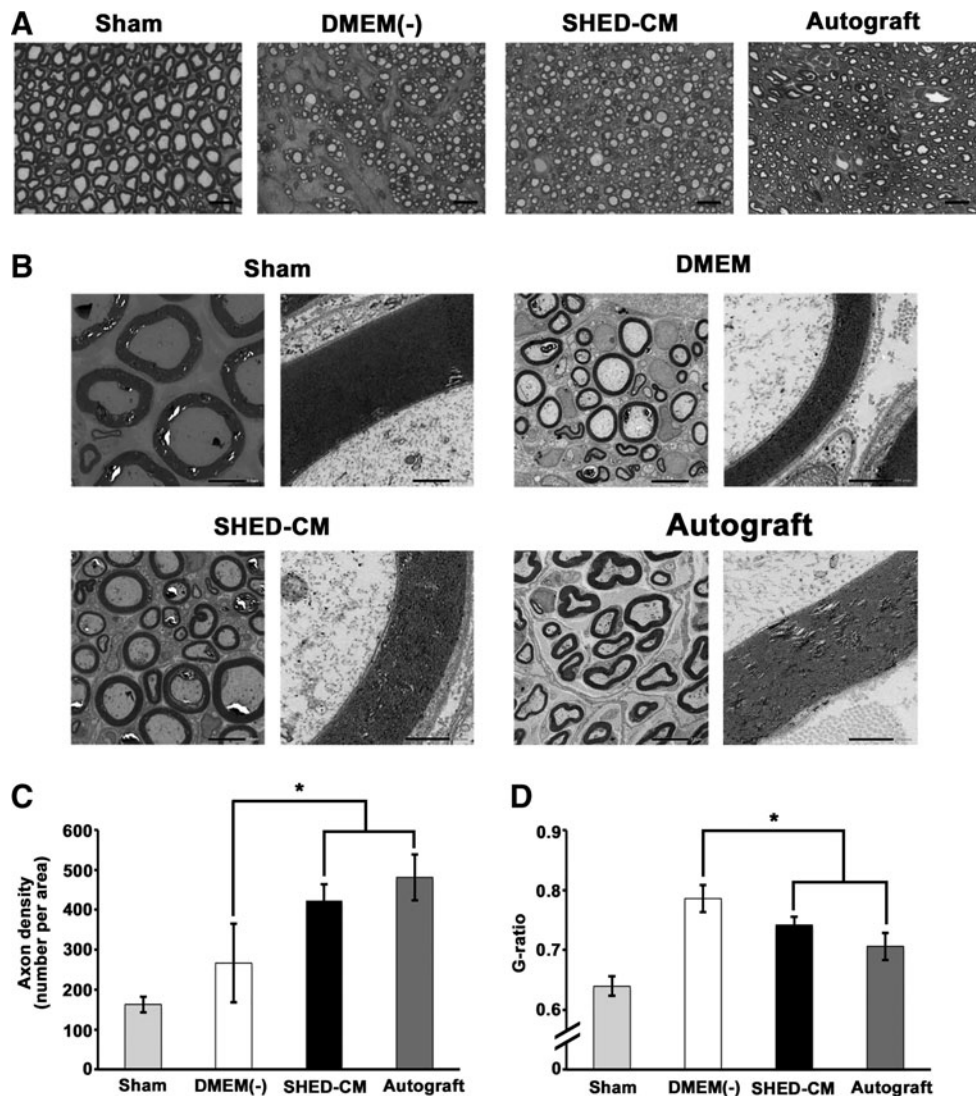 A
Sham
DMEM(-)
SHED-CM
Autograft
B
Sham
DMEM
SHED-CM
Autograft
C
*
600
500
400
300
200
100
0
Axon density
(number per area)
Sham
DMEM(-)
SHED-CM
Autograft
D
*
0.9
0.8
0.7
0.6
0
G-ratio
Sham
DMEM(-)
SHED-CM
Autograft